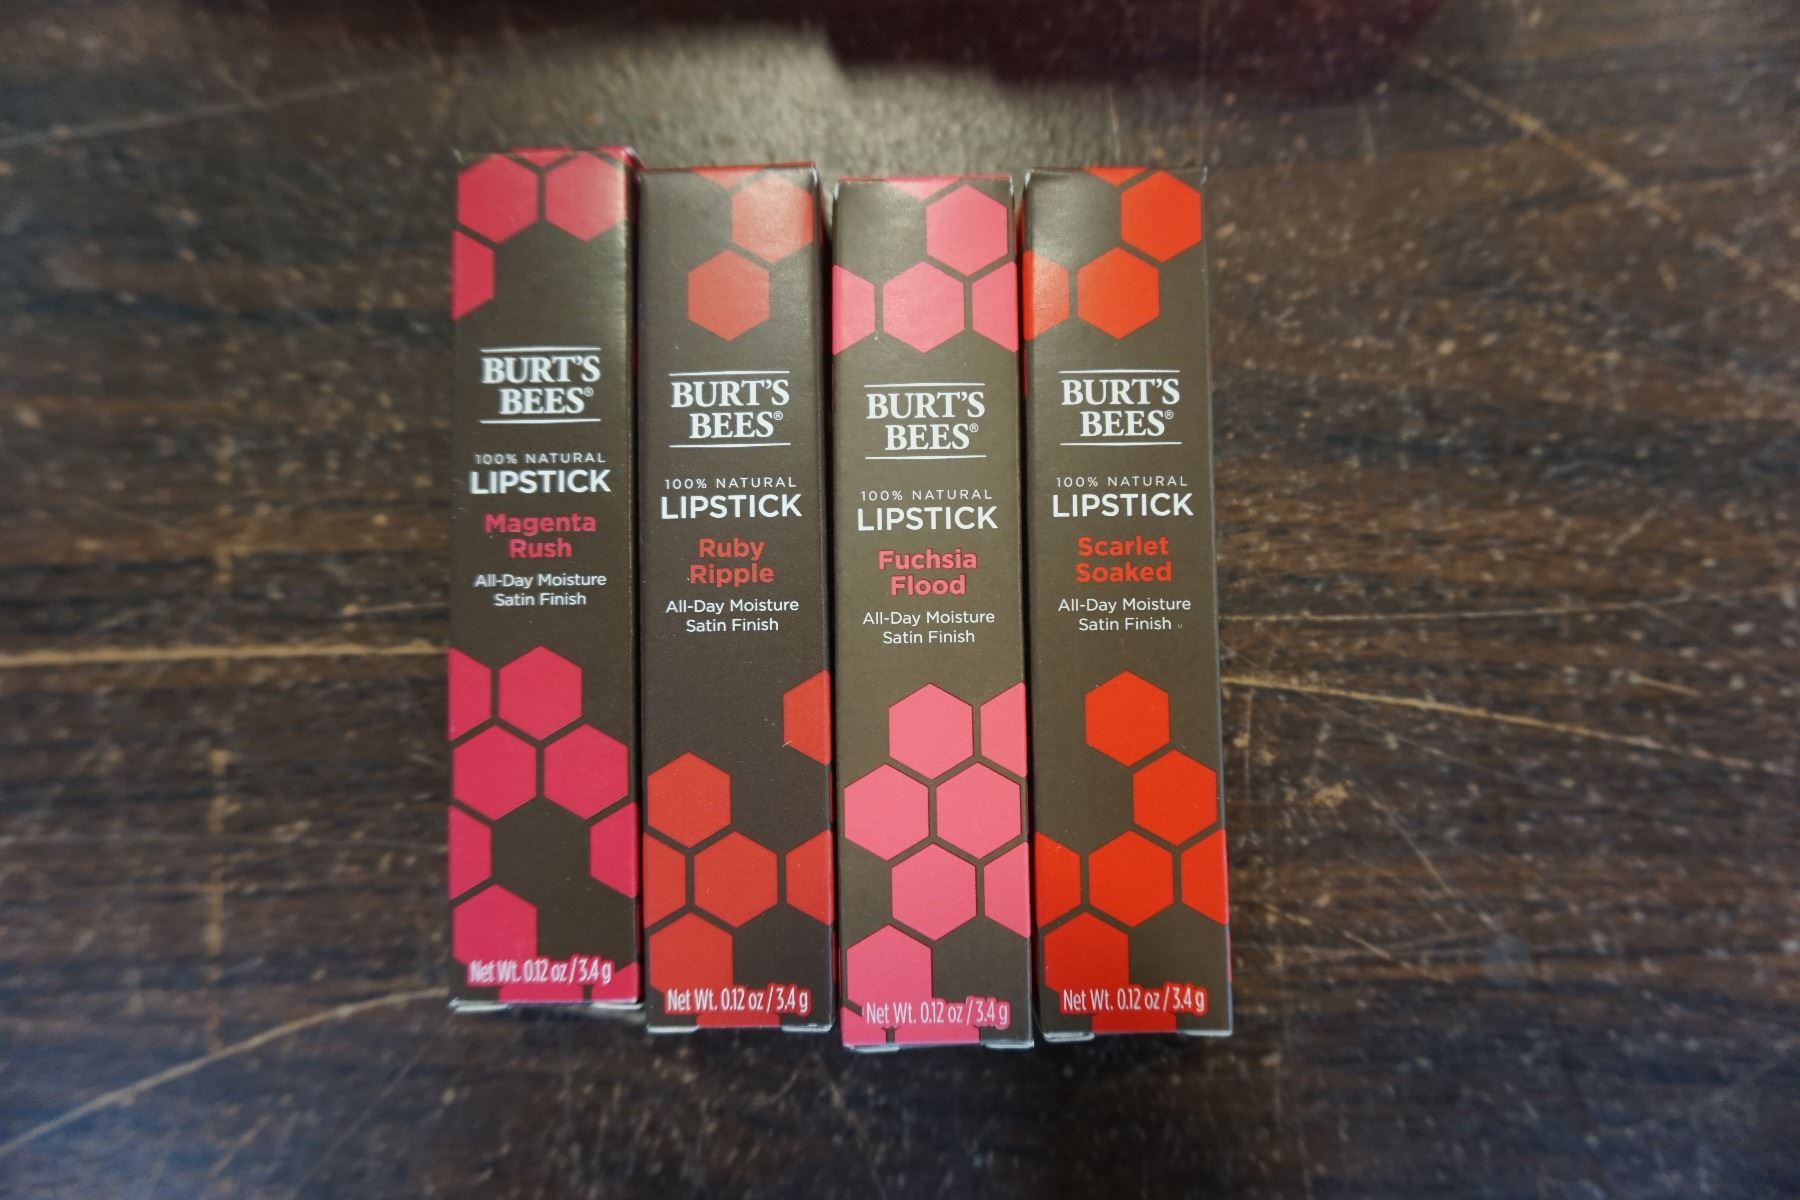 BURT'S
BEES®
100% NATURAL
LIPSTICK
Magenta
Rush
All-Day Moisture
Satin Finish
Net Wt. 0.12 oz / 3.4 g
BURT'S
BEES®
100% NATURAL
LIPSTICK
Ruby
Ripple
All-Day Moisture
Satin Finish
Net Wt. 0.12 oz / 3.4 g
BURT'S
BEES®
100% NATURAL
LIPSTICK
Fuchsia
Flood
All-Day Moisture
Satin Finish
Net Wt. 0.12 oz / 3.4 g
BURT'S
BEES®
100% NATURAL
LIPSTICK
Scarlet
Soaked
All-Day Moisture
Satin Finish
Net Wt. 0.12 oz / 3.4 g